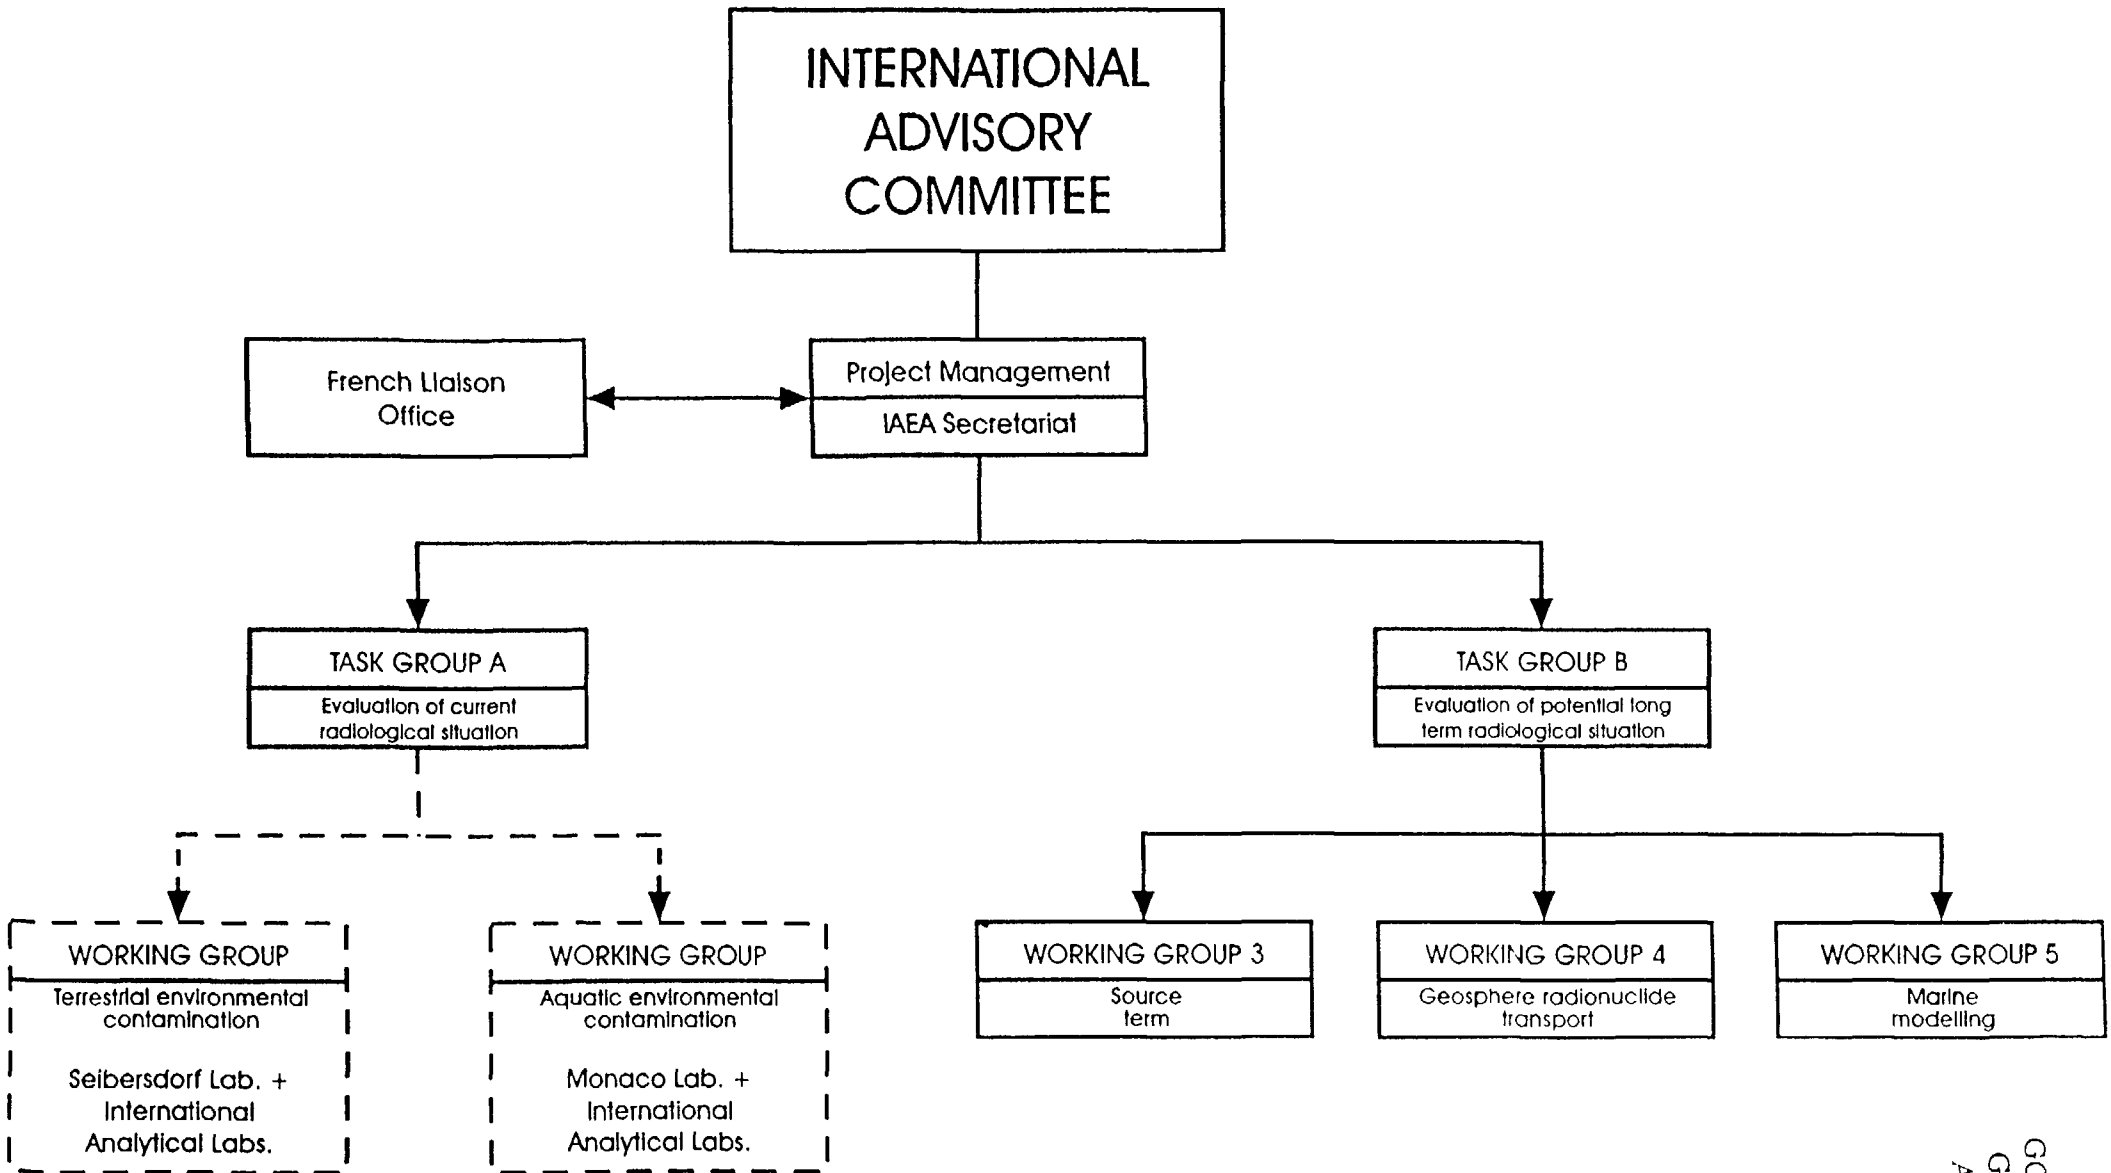 INTERNATIONAL
ADVISORY
COMMITTEE
French Liaison
Office
Project Management
IAEA Secretariat
TASK GROUP A
Evaluation of current
radiological situation
TASK GROUP B
Evaluation of potential long
term radiological situation
WORKING GROUP
Terrestrial environmental
contamination
Seibersdorf Lab. +
International
Analytical Labs.
WORKING GROUP
Aquatic environmental
contamination
Monaco Lab. +
International
Analytical Labs.
WORKING GROUP 3
Source
term
WORKING GROUP 4
Geosphere radionuclide
transport
WORKING GROUP 5
Marine
modelling